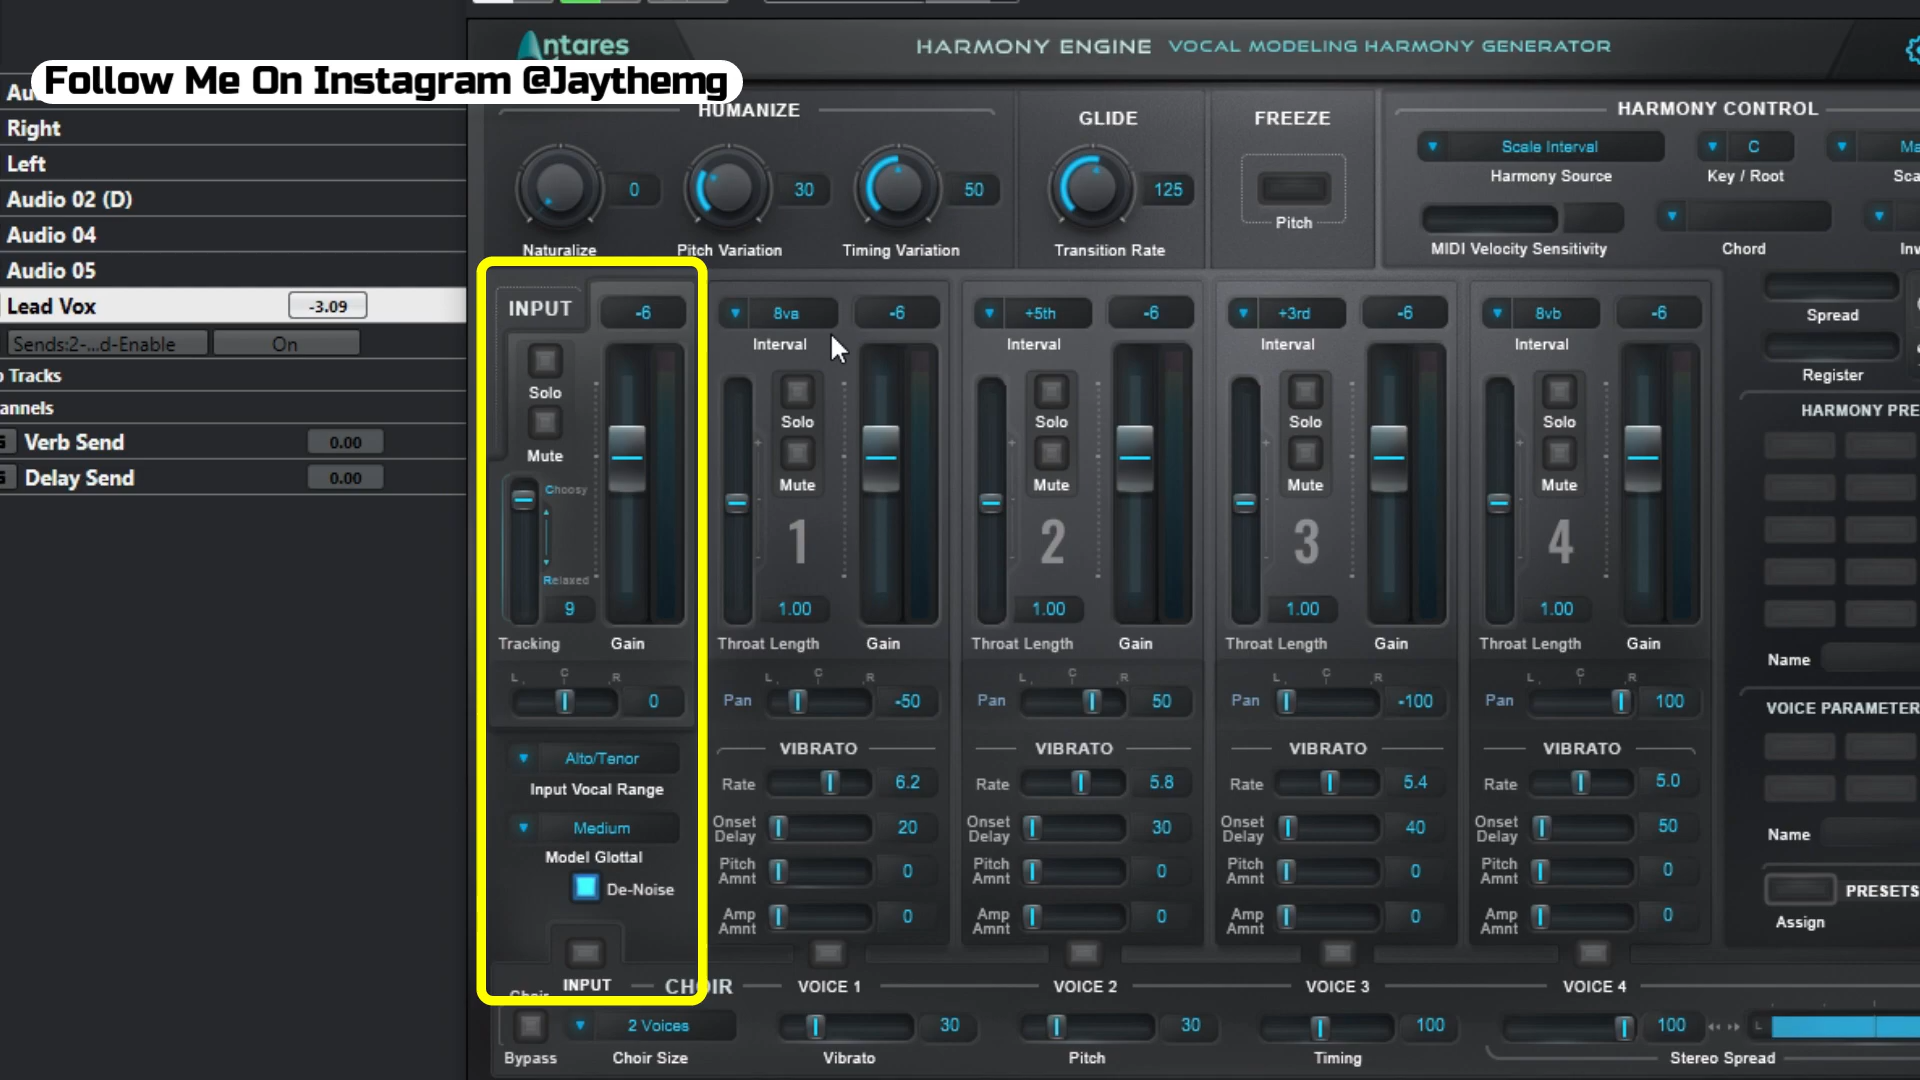 Antares
HARMONY ENGINE VOCAL MODELING HARMONY GENERATOR
Follow Me On Instagram @Jaythemg
Right
Left
Audio 02 (D)
Audio 04
Audio 05
Lead Vox -3.09
Sends:2-...d-Enable On
Tracks
Verb Send 0.00
Delay Send 0.00
HUMANIZE
0 30 50
Naturalize Pitch Variation Timing Variation
GLIDE
125
Transition Rate
FREEZE
Pitch
HARMONY CONTROL
Scale Interval C
Harmony Source Key / Root
MIDI Velocity Sensitivity Chord
INPUT -6
Solo
Mute
Choosy
Relaxed
9
Tracking Gain
L C R
0
Alto/Tenor
Input Vocal Range
Medium
Model Glottal
De-Noise
INPUT
8va -6
Interval
Solo
Mute
1
1.00
Throat Length Gain
L C R
Pan -50
VIBRATO
Rate 6.2
Onset Delay 20
Pitch Amnt 0
Amp Amnt 0
+5th -6
Interval
Solo
Mute
2
1.00
Throat Length Gain
L C R
Pan 50
VIBRATO
Rate 5.8
Onset Delay 30
Pitch Amnt 0
Amp Amnt 0
+3rd -6
Interval
Solo
Mute
3
1.00
Throat Length Gain
L C R
Pan -100
VIBRATO
Rate 5.4
Onset Delay 40
Pitch Amnt 0
Amp Amnt 0
8vb -6
Interval
Solo
Mute
4
1.00
Throat Length Gain
L C R
Pan 100
VIBRATO
Rate 5.0
Onset Delay 50
Pitch Amnt 0
Amp Amnt 0
Spread
Register
HARMONY PRE
Name
VOICE PARAMETER
Name
PRESETS
Assign
CHOIR VOICE 1 VOICE 2 VOICE 3 VOICE 4
2 Voices 30 30 100 100 L
Bypass Choir Size Vibrato Pitch Timing Stereo Spread